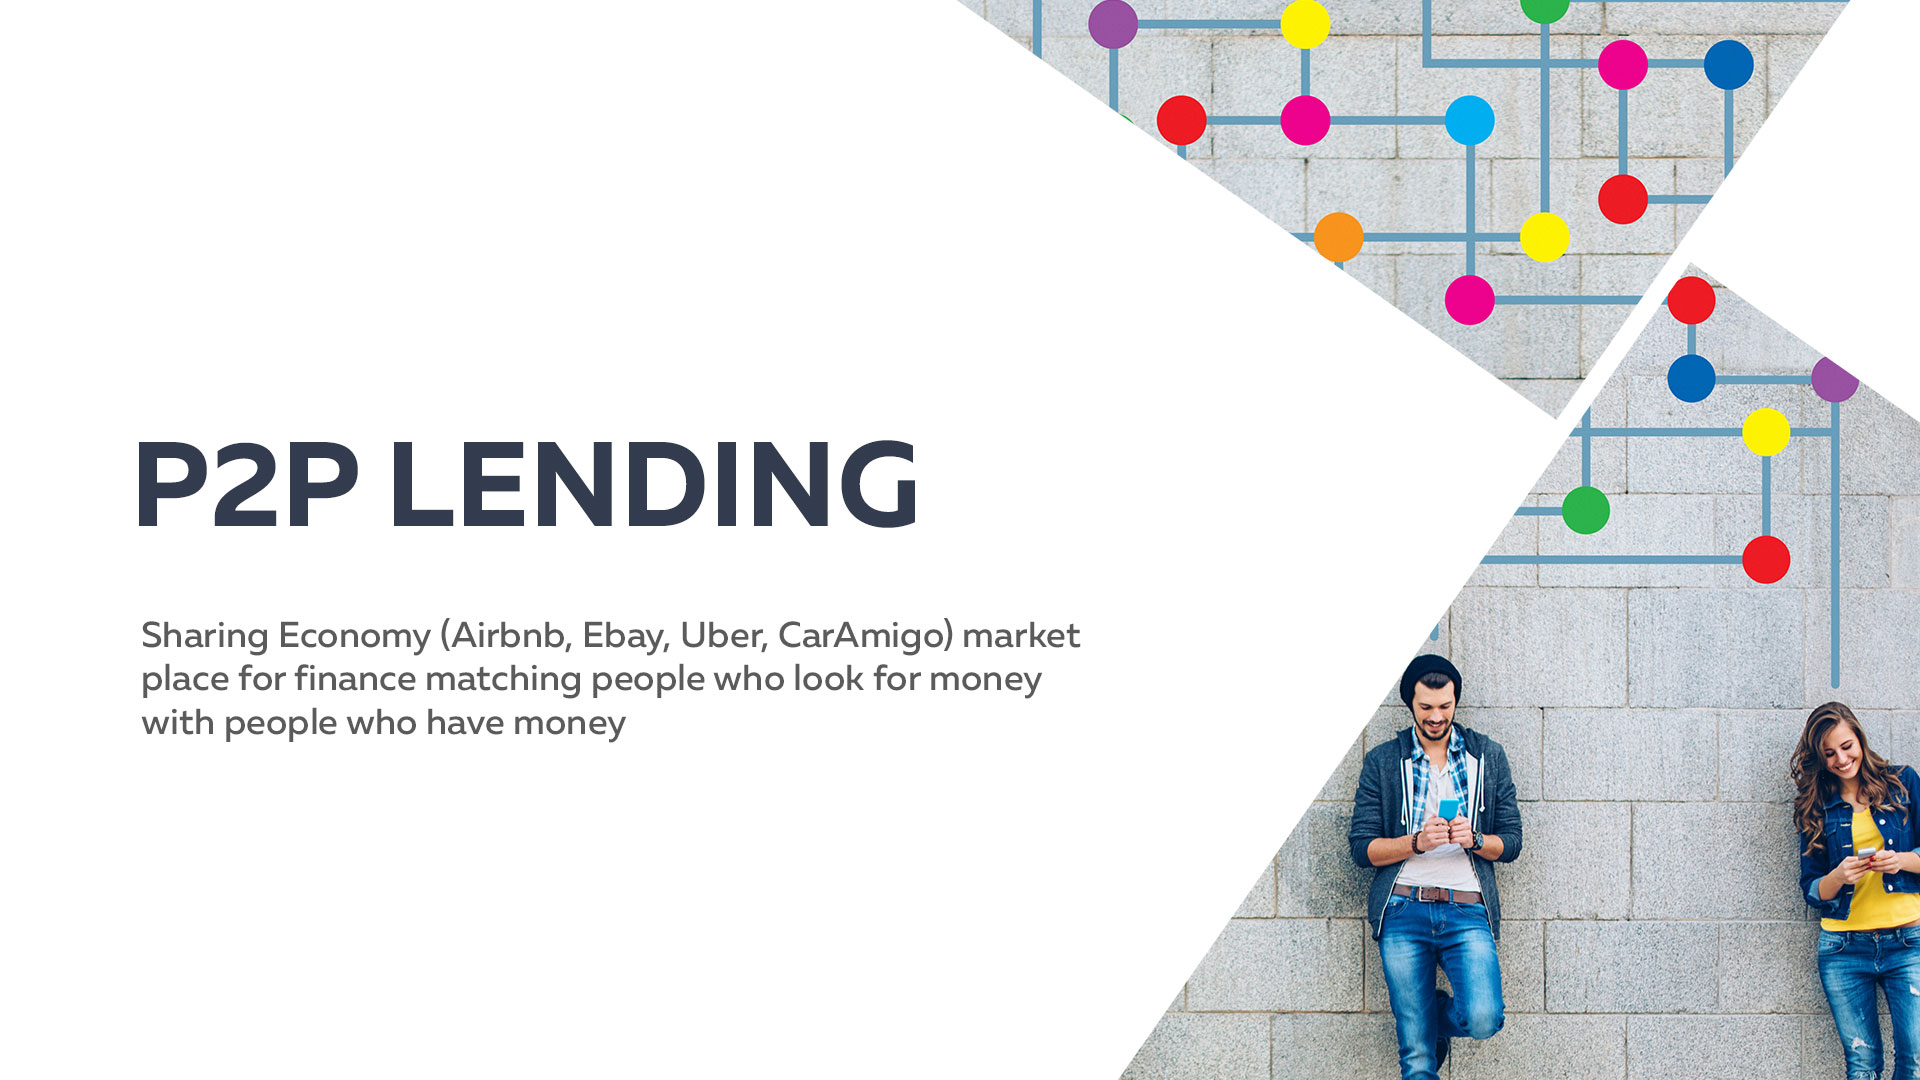 P2P LENDING
Sharing Economy (Airbnb, Ebay, Uber, CarAmigo) market
place for finance matching people who look for money
with people who have money